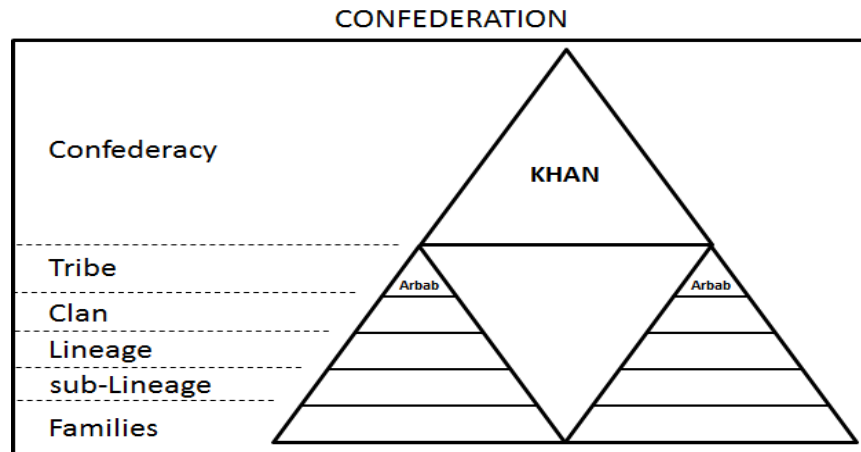 CONFEDERATION
Confederacy
KHAN
Tribe
Arbab
Arbab
Clan
Lineage
sub-Lineage
Families